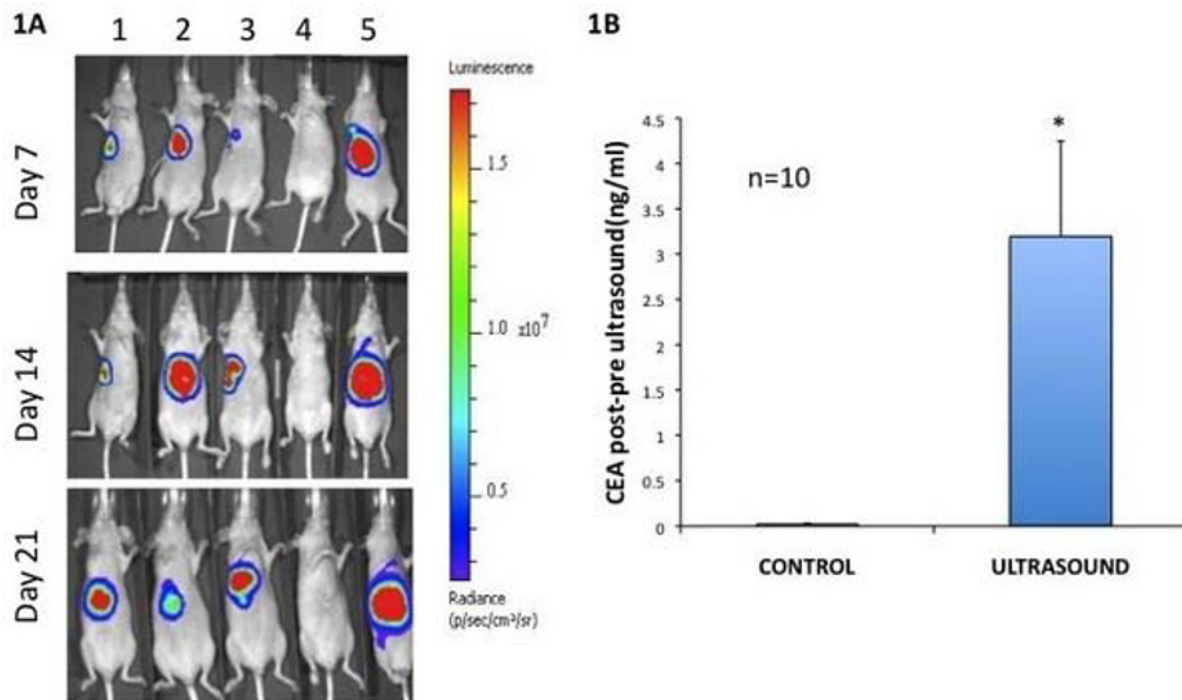 1A
1 2 3 4 5
Day 7
Day 14
Day 21
Luminescence
1.5
1.0 x10⁷
0.5
Radiance
(p/sec/cm²/sr)
1B
CEA post-pre ultrasound(ng/ml)
4.5
4
3.5
3
2.5
2
1.5
1
0.5
0
n=10
*
CONTROL ULTRASOUND